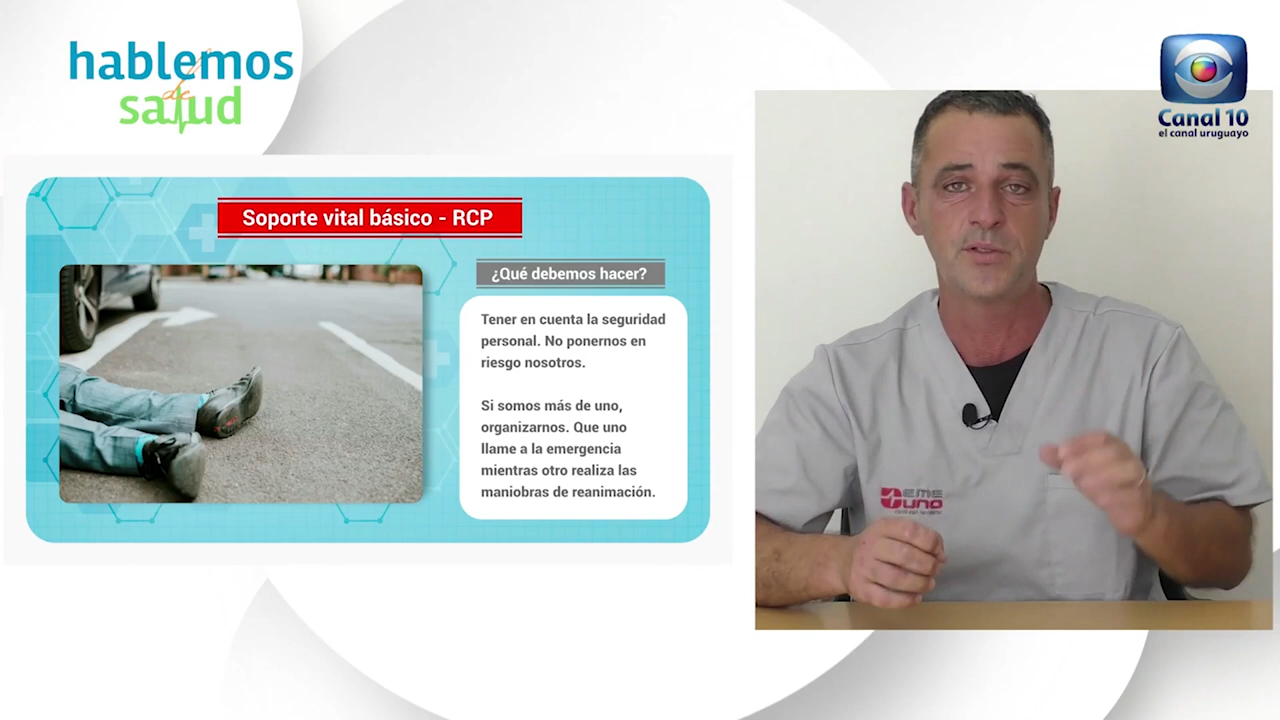 hablemos
de
salud
Canal 10
el canal uruguayo
Soporte vital básico - RCP
¿Qué debemos hacer?
Tener en cuenta la seguridad
personal. No ponernos en
riesgo nosotros.
Si somos más de uno,
organizarnos. Que uno
llame a la emergencia
mientras otro realiza las
maniobras de reanimación.
EME
uno